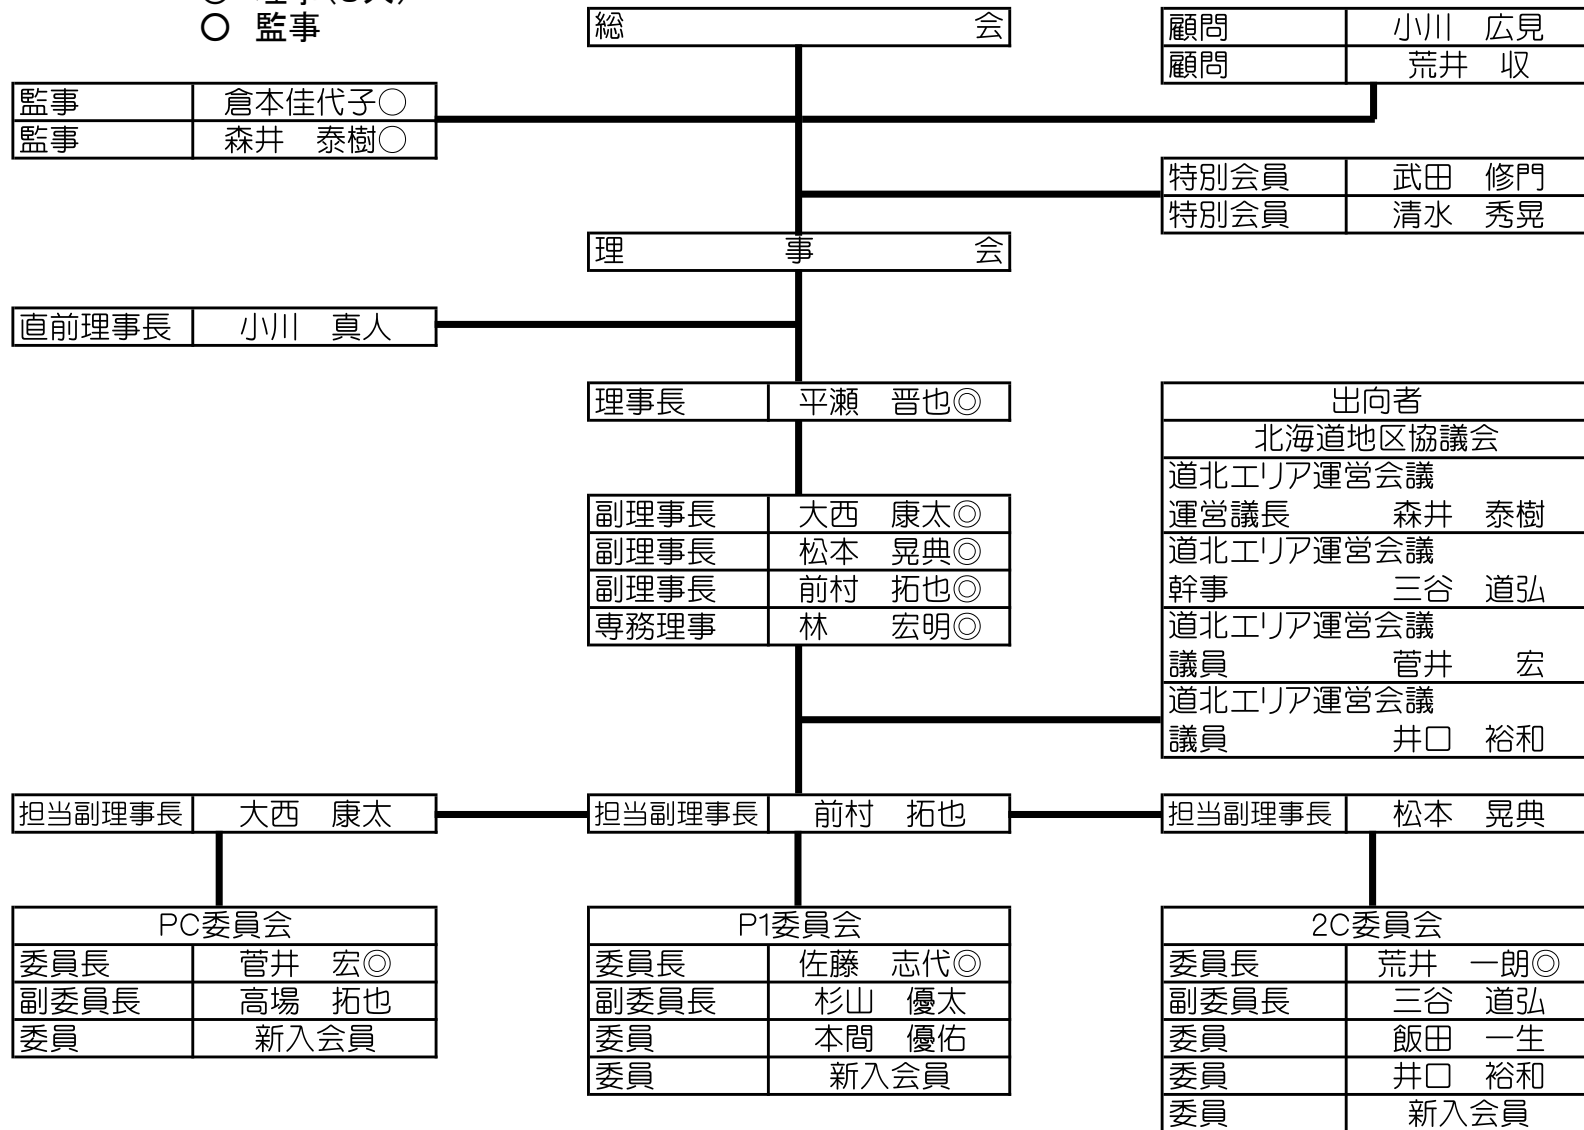 〇 監事
総 会
顧問 小川 広見
顧問 荒井 収
監事 倉本佳代子○
監事 森井 泰樹○
特別会員 武田 修門
特別会員 清水 秀晃
理 事 会
直前理事長 小川 真人
理事長 平瀬 晋也◎
出向者
北海道地区協議会
道北エリア運営会議
運営議長 森井 泰樹
道北エリア運営会議
幹事 三谷 道弘
道北エリア運営会議
議員 菅井 宏
道北エリア運営会議
議員 井口 裕和
副理事長 大西 康太◎
副理事長 松本 晃典◎
副理事長 前村 拓也◎
専務理事 林 宏明◎
担当副理事長 大西 康太
担当副理事長 前村 拓也
担当副理事長 松本 晃典
PC委員会
委員長 菅井 宏◎
副委員長 高場 拓也
委員 新入会員
P1委員会
委員長 佐藤 志代◎
副委員長 杉山 優太
委員 本間 優佑
委員 新入会員
2C委員会
委員長 荒井 一朗◎
副委員長 三谷 道弘
委員 飯田 一生
委員 井口 裕和
委員 新入会員